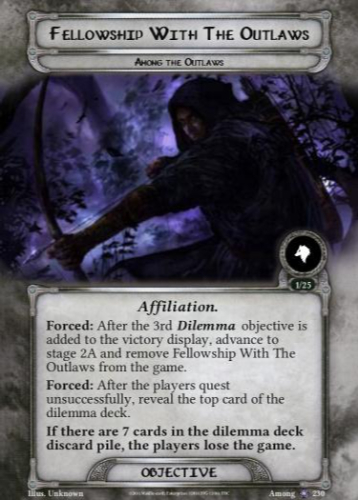 FELLOWSHIP WITH THE OUTLAWS
AMONG THE OUTLAWS
1/25
Affiliation.
Forced: After the 3rd Dilemma objective is
added to the victory display, advance to
stage 2A and remove Fellowship With The
Outlaws from the game.
Forced: After the players quest
unsuccessfully, reveal the top card of the
dilemma deck.
If there are 7 cards in the dilemma deck
discard pile, the players lose the game.
OBJECTIVE
Illus. Unknown
Among 230